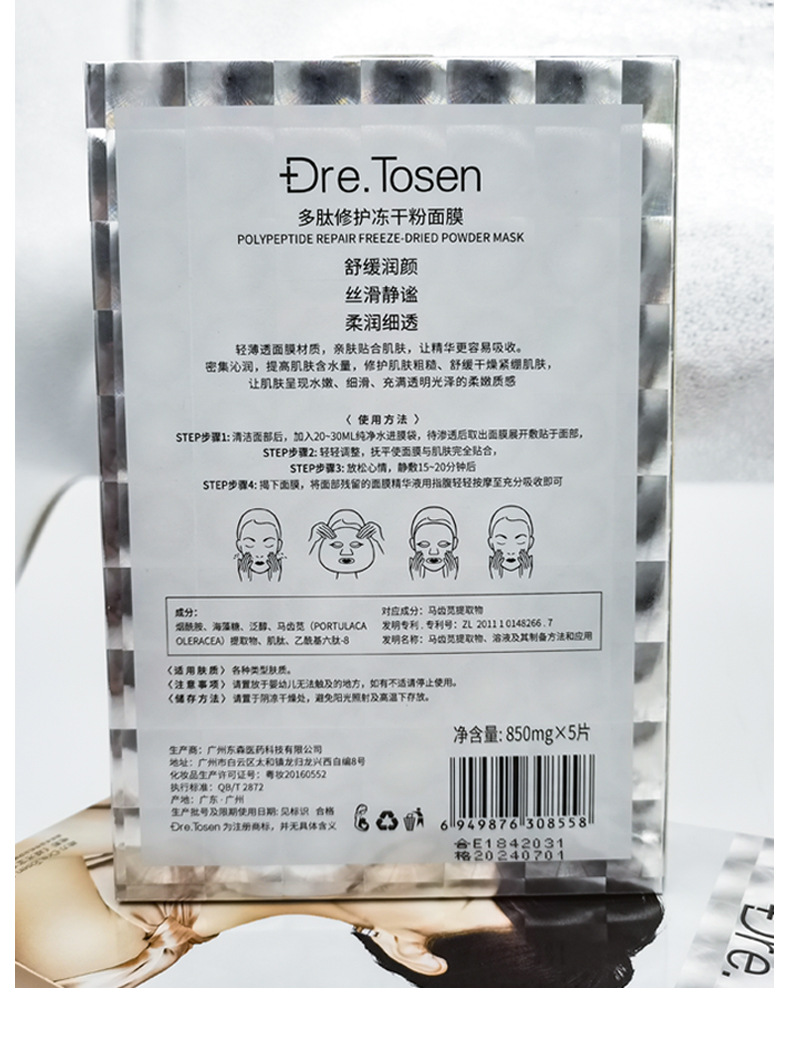 Dre.Tosen
多肽修护冻干粉面膜
POLYPEPTIDE REPAIR FREEZE-DRIED POWDER MASK
舒缓润颜
丝滑静谧
柔润细透
轻薄透面膜材质，亲肤贴合肌肤，让精华更容易吸收。
密集沁润，提高肌肤含水量，修护肌肤粗糙、舒缓干燥紧绷肌肤，
让肌肤呈现水嫩、细滑、充满透明光泽的柔嫩质感
〈 使用方法 〉
STEP步骤1: 清洁面部后，加入20~30ML纯净水进膜袋，待渗透后取出面膜展开敷贴于面部，
STEP步骤2: 轻轻调整，抚平使面膜与肌肤完全贴合，
STEP步骤3: 放松心情，静敷15~20分钟后
STEP步骤4: 揭下面膜，将面部残留的面膜精华液用指腹轻轻按摩至充分吸收即可
成分：
烟酰胺、海藻糖、泛醇、马齿苋（PORTULACA
OLERACEA）提取物、肌肽、乙酰基六肽-8
对应成分：马齿苋提取物
发明专利．专利号：ZL 201110148266.7
发明名称：马齿苋提取物、溶液及其制备方法和应用
〈适用肤质〉各种类型肤质。
〈注意事项〉请置放于婴幼儿无法触及的地方，如有不适请停止使用。
〈储存方法〉请置于阴凉干燥处，避免阳光照射及高温下存放。
净含量: 850mg×5片
生产商：广州东森医药科技有限公司
地址：广州市白云区太和镇龙归龙兴西自编8号
化妆品生产许可证号：粤妆20160552
执行标准：QB/T 2872
产地：广东·广州
生产批号及限期使用日期: 见标识 合格
Dre.Tosen 为注册商标，并无具体含义
6 949876 308558
合E1842031
格20240701
Dre.